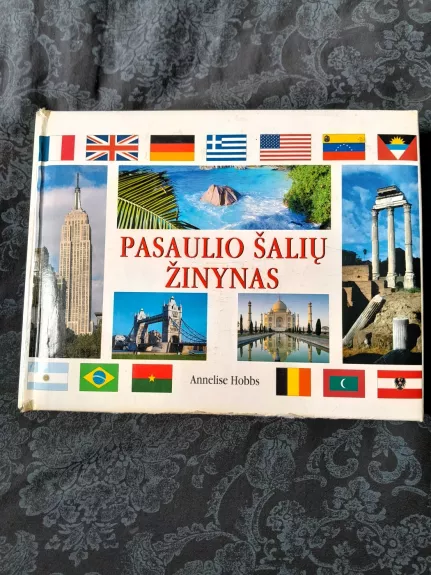 PASAULIO ŠALIŲ
ŽINYNAS
Annelise Hobbs